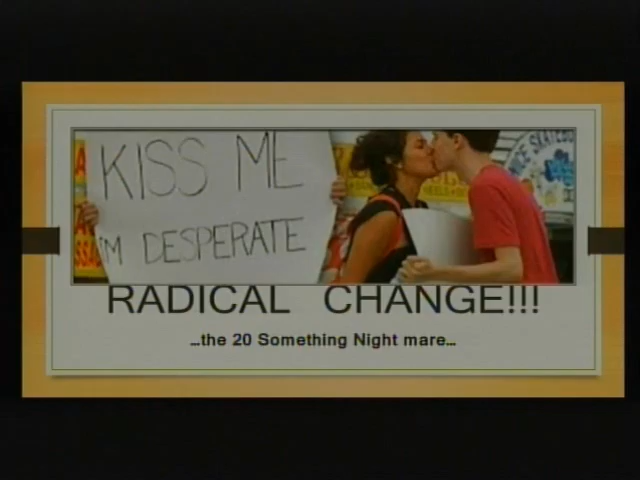 KISS ME
I'M DESPERATE
RADICAL CHANGE!!!
…the 20 Something Night mare…